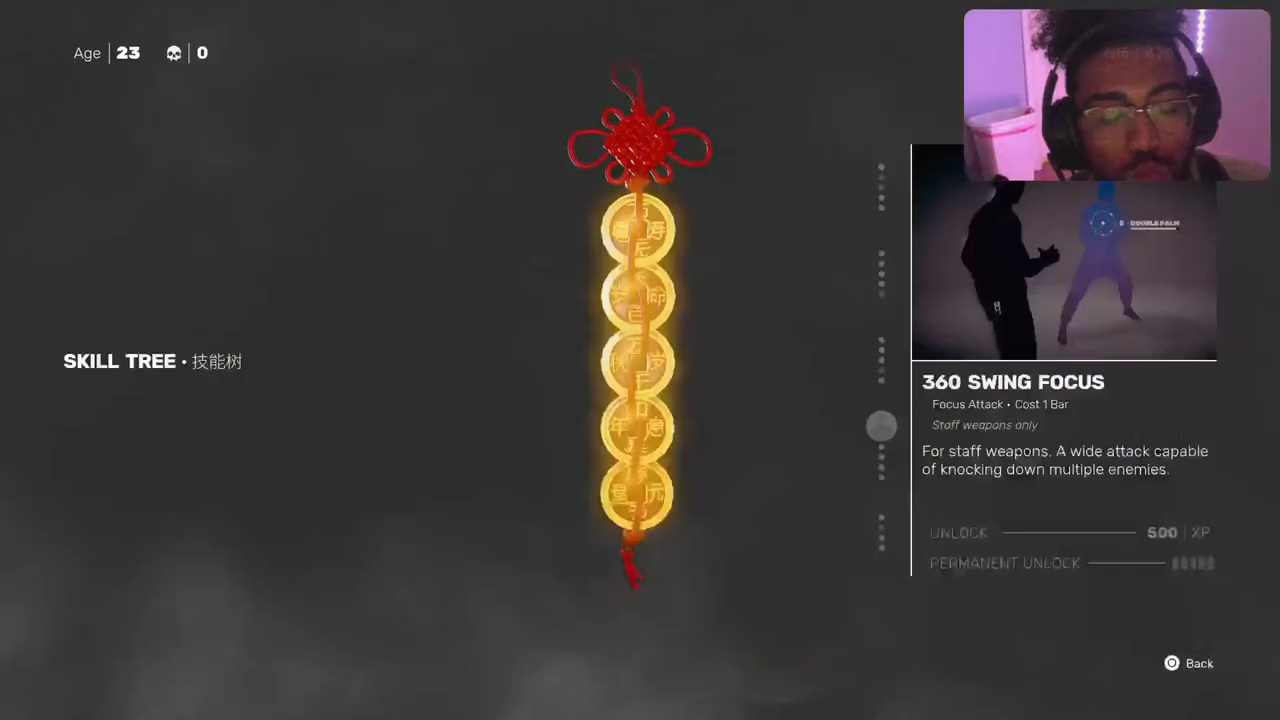 Age 23 0
SKILL TREE • 技能树
DOUBLE PALM
360 SWING FOCUS
Focus Attack • Cost 1 Bar
Staff weapons only
For staff weapons. A wide attack capable
of knocking down multiple enemies.
UNLOCK 500 XP
PERMANENT UNLOCK
Back